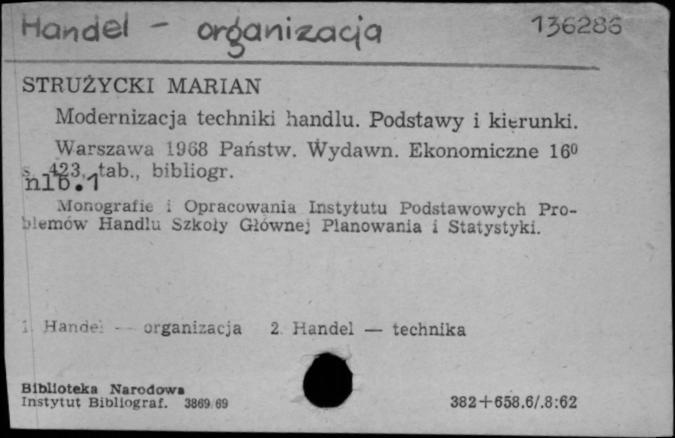 Handel - organizacja 136286
STRUŻYCKI MARIAN
Modernizacja techniki handlu. Podstawy i kierunki.
Warszawa 1968 Państw. Wydawn. Ekonomiczne 16⁰
s. 423, tab., bibliogr.
nlb. 1
Monografie i Opracowania Instytutu Podstawowych Pro-
blemów Handlu Szkoły Głównej Planowania i Statystyki.
1. Handel — organizacja 2. Handel — technika
Biblioteka Narodowa
Instytut Bibliograf. 3869/69 382+658.6/.8:62